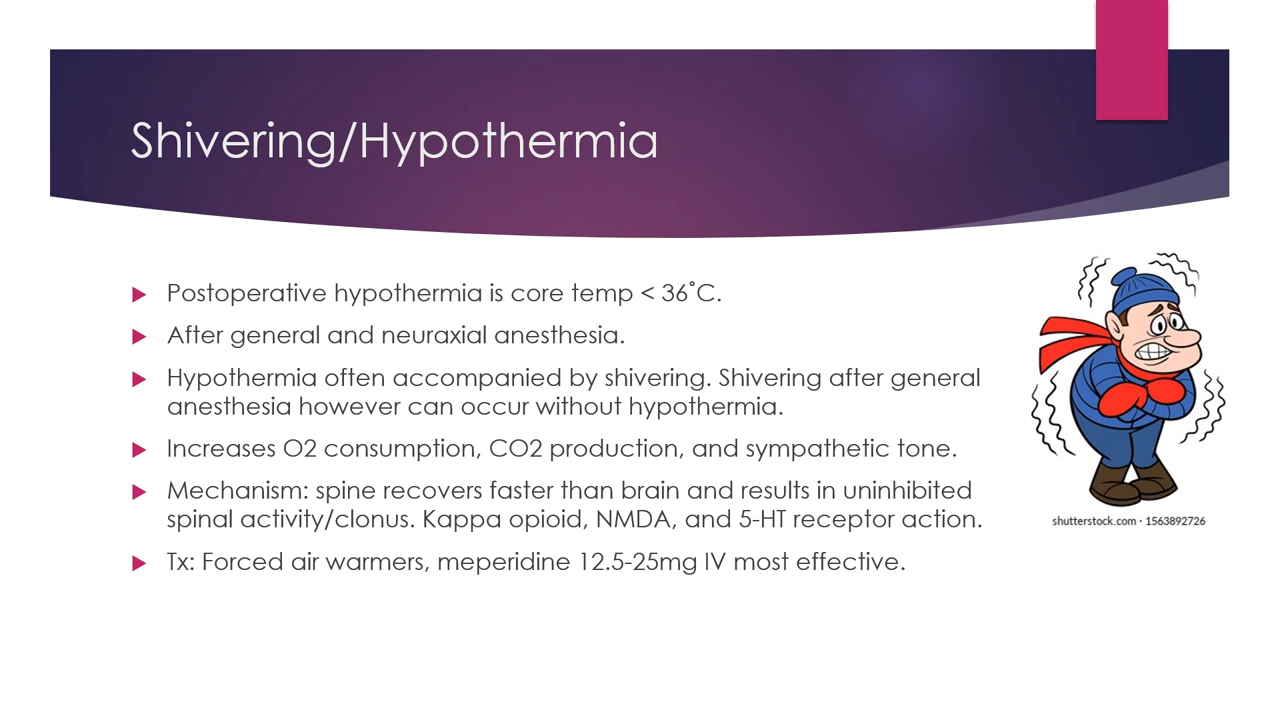 Shivering/Hypothermia
Postoperative hypothermia is core temp < 36˚C.
After general and neuraxial anesthesia.
Hypothermia often accompanied by shivering. Shivering after general
anesthesia however can occur without hypothermia.
Increases O2 consumption, CO2 production, and sympathetic tone.
Mechanism: spine recovers faster than brain and results in uninhibited
spinal activity/clonus. Kappa opioid, NMDA, and 5-HT receptor action.
Tx: Forced air warmers, meperidine 12.5-25mg IV most effective.
shutterstock.com · 1563892726